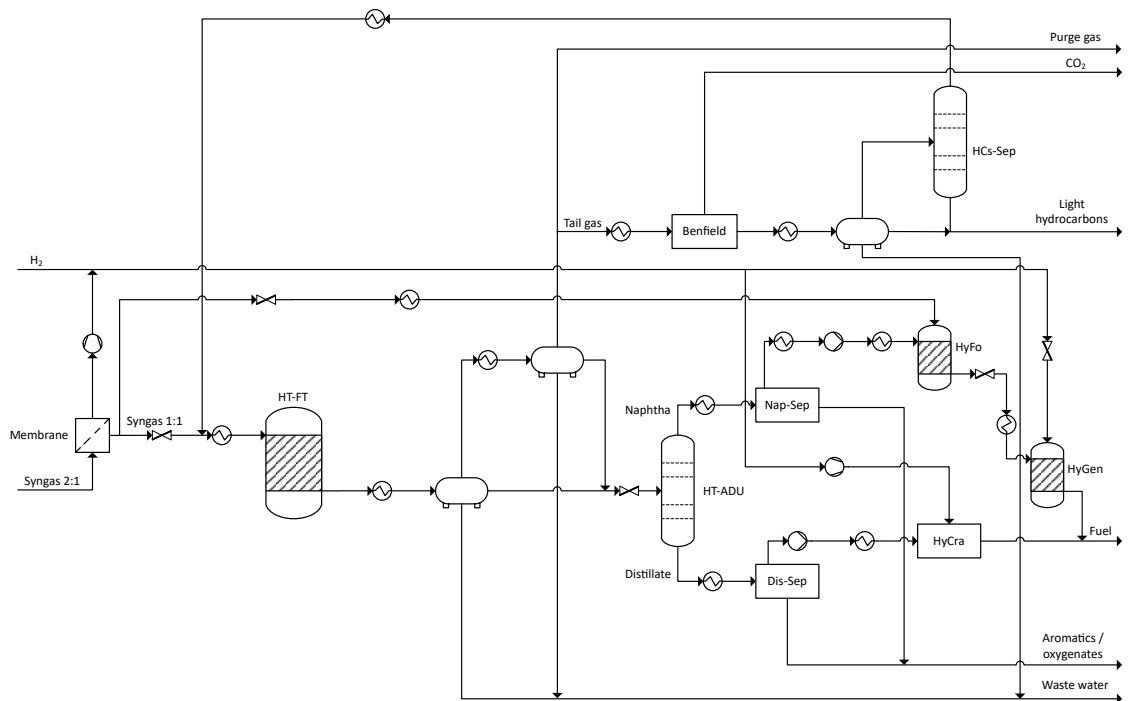 Purge gas
CO₂
HCs-Sep
Light
hydrocarbons
Tail gas
Benfield
H₂
HyFo
HT-FT
Syngas 1:1
Membrane
Naphtha
Nap-Sep
HyGen
Syngas 2:1
HT-ADU
Fuel
HyCra
Distillate
Dis-Sep
Aromatics /
oxygenates
Waste water